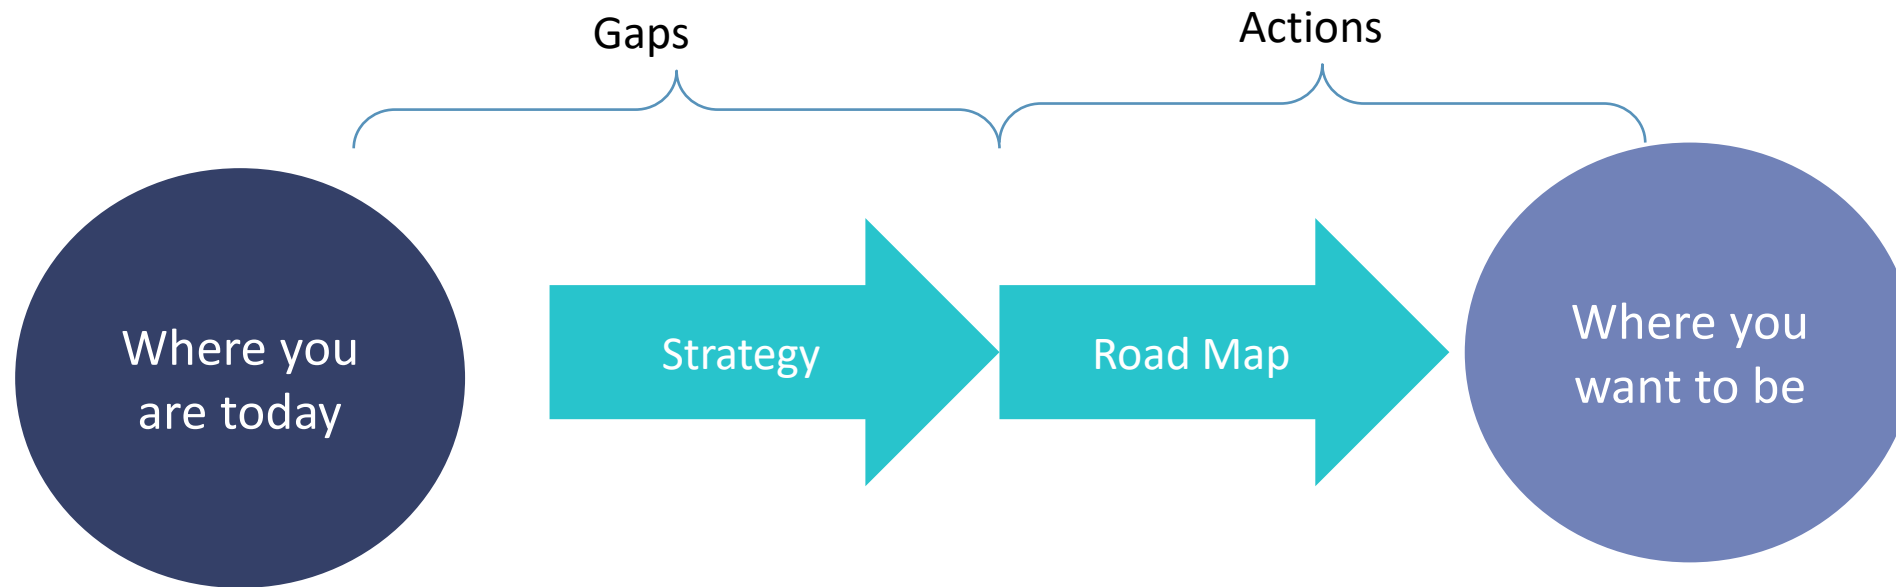 Gaps
Actions
Where you
are today
Strategy
Road Map
Where you
want to be